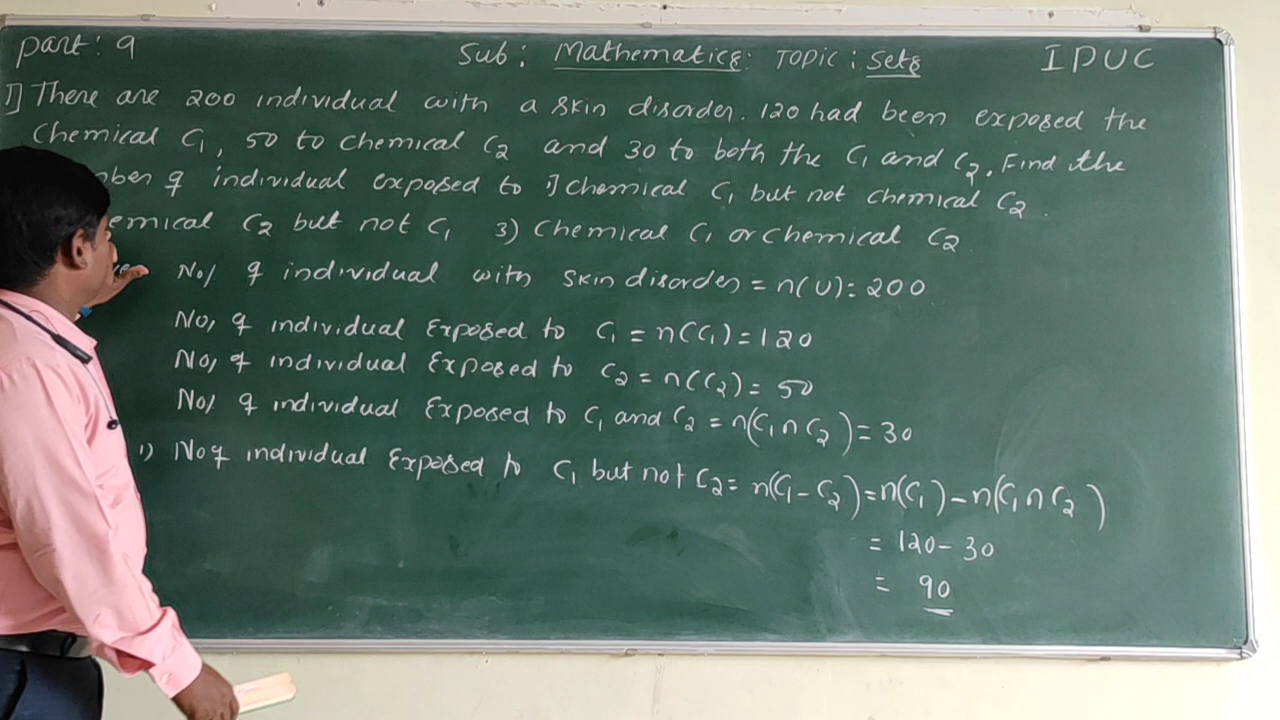 part: 9 Sub: Mathematics: TOPIC: Sets I PUC
1] There are 200 individual with a skin disorder. 120 had been exposed the
chemical C₁, 50 to chemical C₂ and 30 to both the C₁ and C₂. Find the
of individual exposed to 1] chemical C₁ but not chemical C₂.
C₂ but not C₁ 3) Chemical C₁ or chemical C₂
No/ of individual with skin disorder = n(U) = 200
No, of individual Exposed to C₁ = n(C₁) = 120
No, of individual Exposed to C₂ = n(C₂) = 50
No/ of individual Exposed to C₁ and C₂ = n(C₁∩C₂) = 30
1) No of individual Exposed to C₁ but not C₂ = n(C₁-C₂) = n(C₁) - n(C₁∩C₂)
= 120-30
= 90